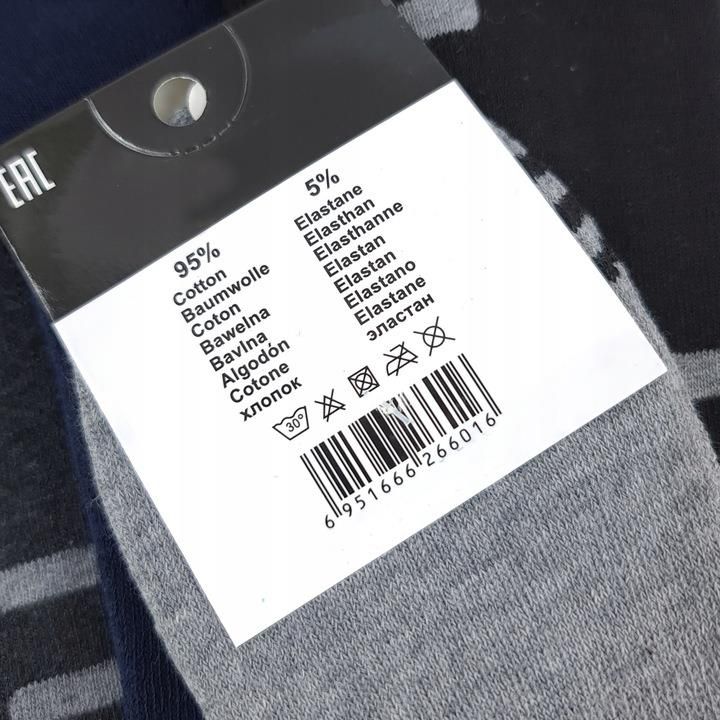 EAC
95%
Cotton
Baumwolle
Coton
Bawelna
Bavlna
Algodón
Cotone
хлопок
5%
Elastane
Elasthan
Elasthanne
Elastan
Elastan
Elastano
Elastane
эластан
30°
6 951666 266016